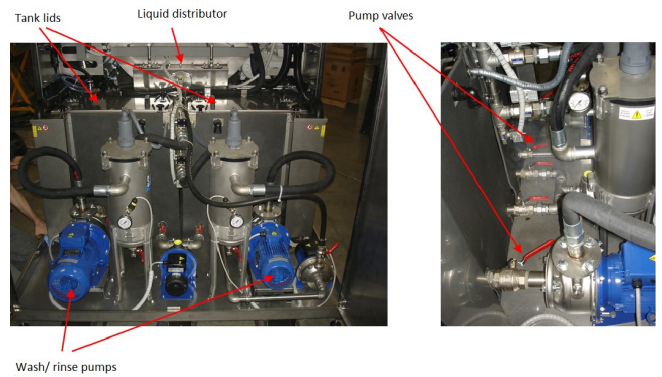 Tank lids
Liquid distributor
Pump valves
Wash/ rinse pumps